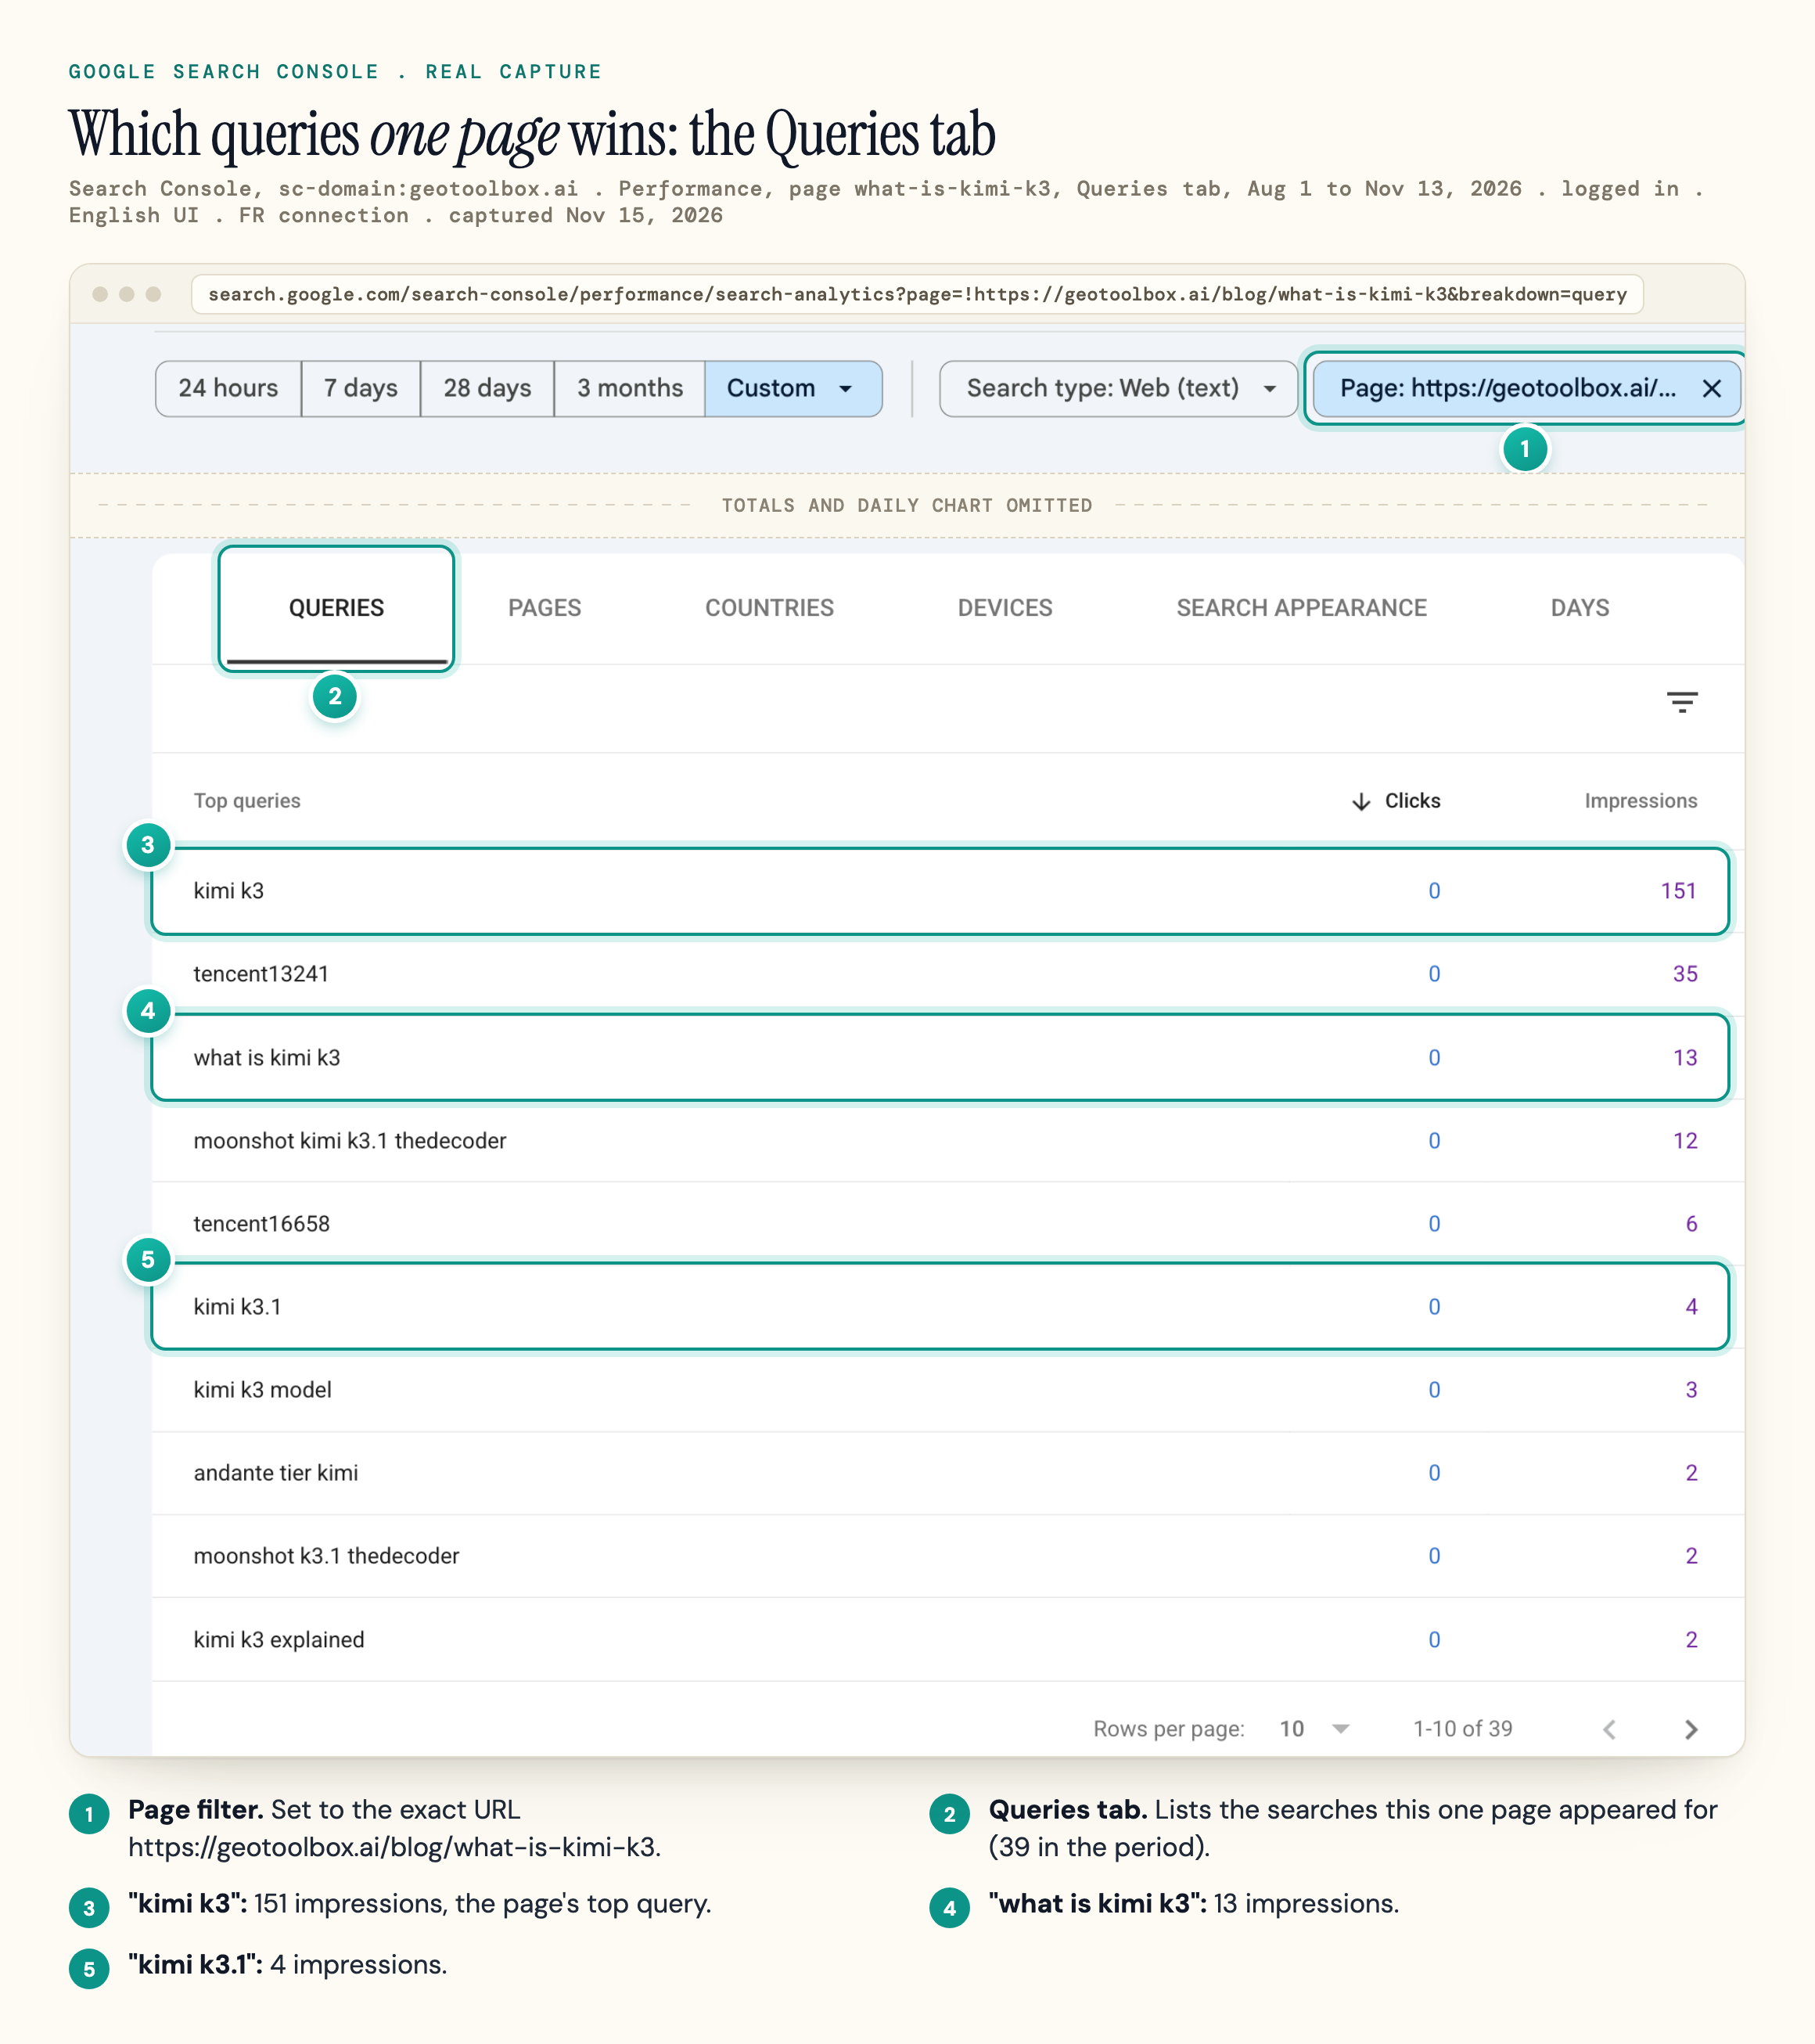 GOOGLE SEARCH CONSOLE . REAL CAPTURE
Which queries one page wins: the Queries tab
Search Console, sc-domain:geotoolbox.ai . Performance, page what-is-kimi-k3, Queries tab, Aug 1 to Nov 13, 2026 . logged in .
English UI . FR connection . captured Nov 15, 2026
search.google.com/search-console/performance/search-analytics?page=!https://geotoolbox.ai/blog/what-is-kimi-k3&breakdown=query
24 hours 7 days 28 days 3 months Custom Search type: Web (text) Page: https://geotoolbox.ai/...
1
TOTALS AND DAILY CHART OMITTED
QUERIES PAGES COUNTRIES DEVICES SEARCH APPEARANCE DAYS
2
Top queries Clicks Impressions
3
kimi k3 0 151
tencent13241 0 35
4
what is kimi k3 0 13
moonshot kimi k3.1 thedecoder 0 12
tencent16658 0 6
5
kimi k3.1 0 4
kimi k3 model 0 3
andante tier kimi 0 2
moonshot k3.1 thedecoder 0 2
kimi k3 explained 0 2
Rows per page: 10 1-10 of 39
1 Page filter. Set to the exact URL
https://geotoolbox.ai/blog/what-is-kimi-k3.
2 Queries tab. Lists the searches this one page appeared for
(39 in the period).
3 "kimi k3": 151 impressions, the page's top query.
4 "what is kimi k3": 13 impressions.
5 "kimi k3.1": 4 impressions.